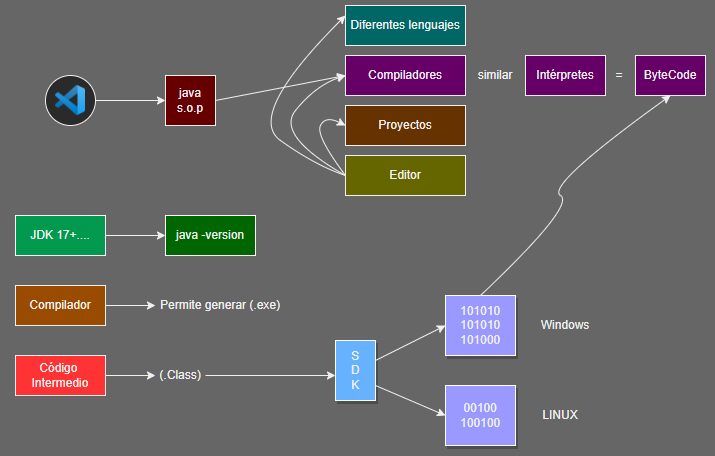 Diferentes lenguajes
java
s.o.p
Compiladores
similar
Intérpretes
=
ByteCode
Proyectos
Editor
JDK 17+....
java -version
Compilador
Permite generar (.exe)
Código
Intermedio
(.Class)
S
D
K
101010
101010
101000
Windows
00100
100100
LINUX